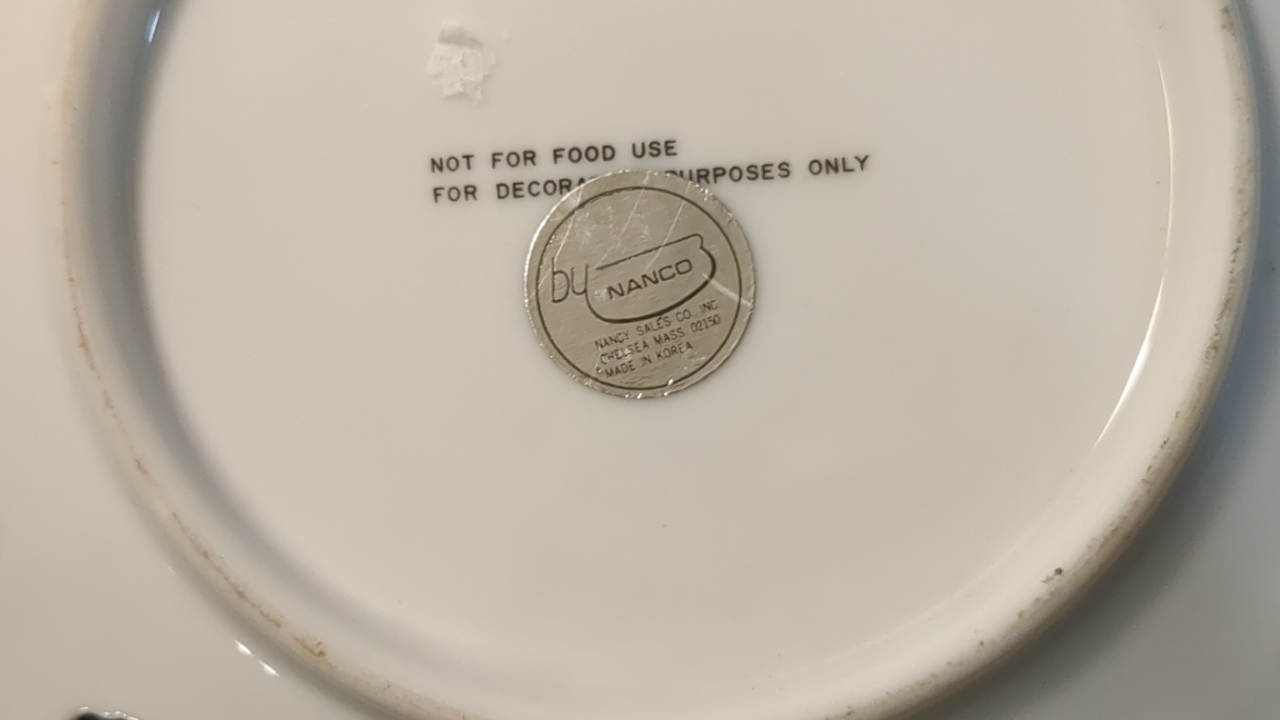 NOT FOR FOOD USE
FOR DECORA PURPOSES ONLY
by NANCO
NANCY SALES CO., INC.
CHELSEA MASS. 02150
MADE IN KOREA